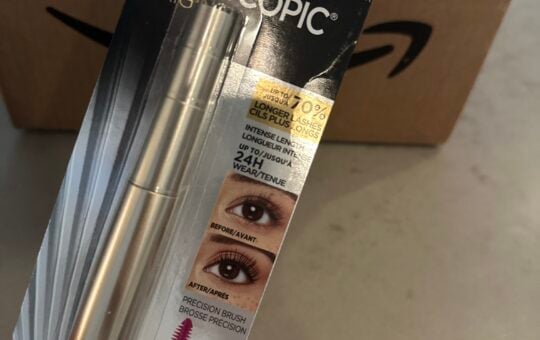 COPIC®
UP TO/
JUSQU'À
70%
LONGER LASHES
CILS PLUS LONGS
INTENSE LENGTH
LONGUEUR INTENSE
UP TO/JUSQU'À
24H
WEAR/TENUE
BEFORE/AVANT
AFTER/APRÈS
PRECISION BRUSH
BROSSE PRÉCISION